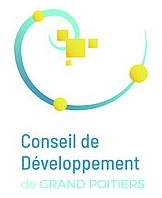 Conseil de
Développement
de GRAND POITIERS